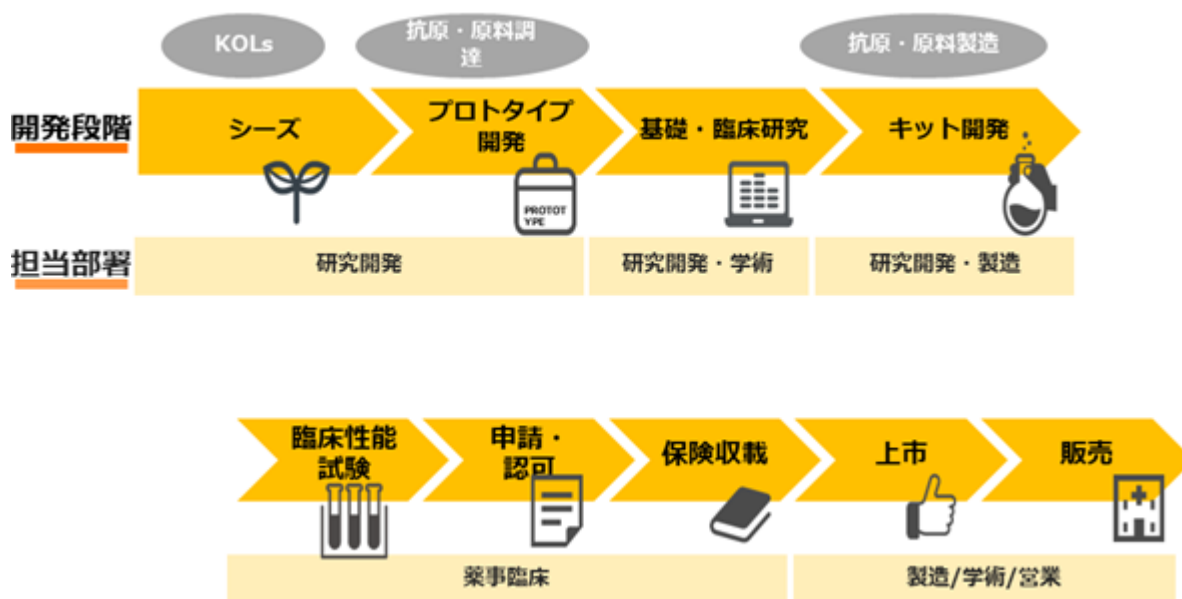 KOLs
抗原・原料調
達
抗原・原料製造
開発段階
シーズ
プロトタイプ
開発
基礎・臨床研究
キット開発
PROTOT
YPE
担当部署
研究開発
研究開発・学術
研究開発・製造
臨床性能
試験
申請・
認可
保険収載
上市
販売
薬事臨床
製造/学術/営業